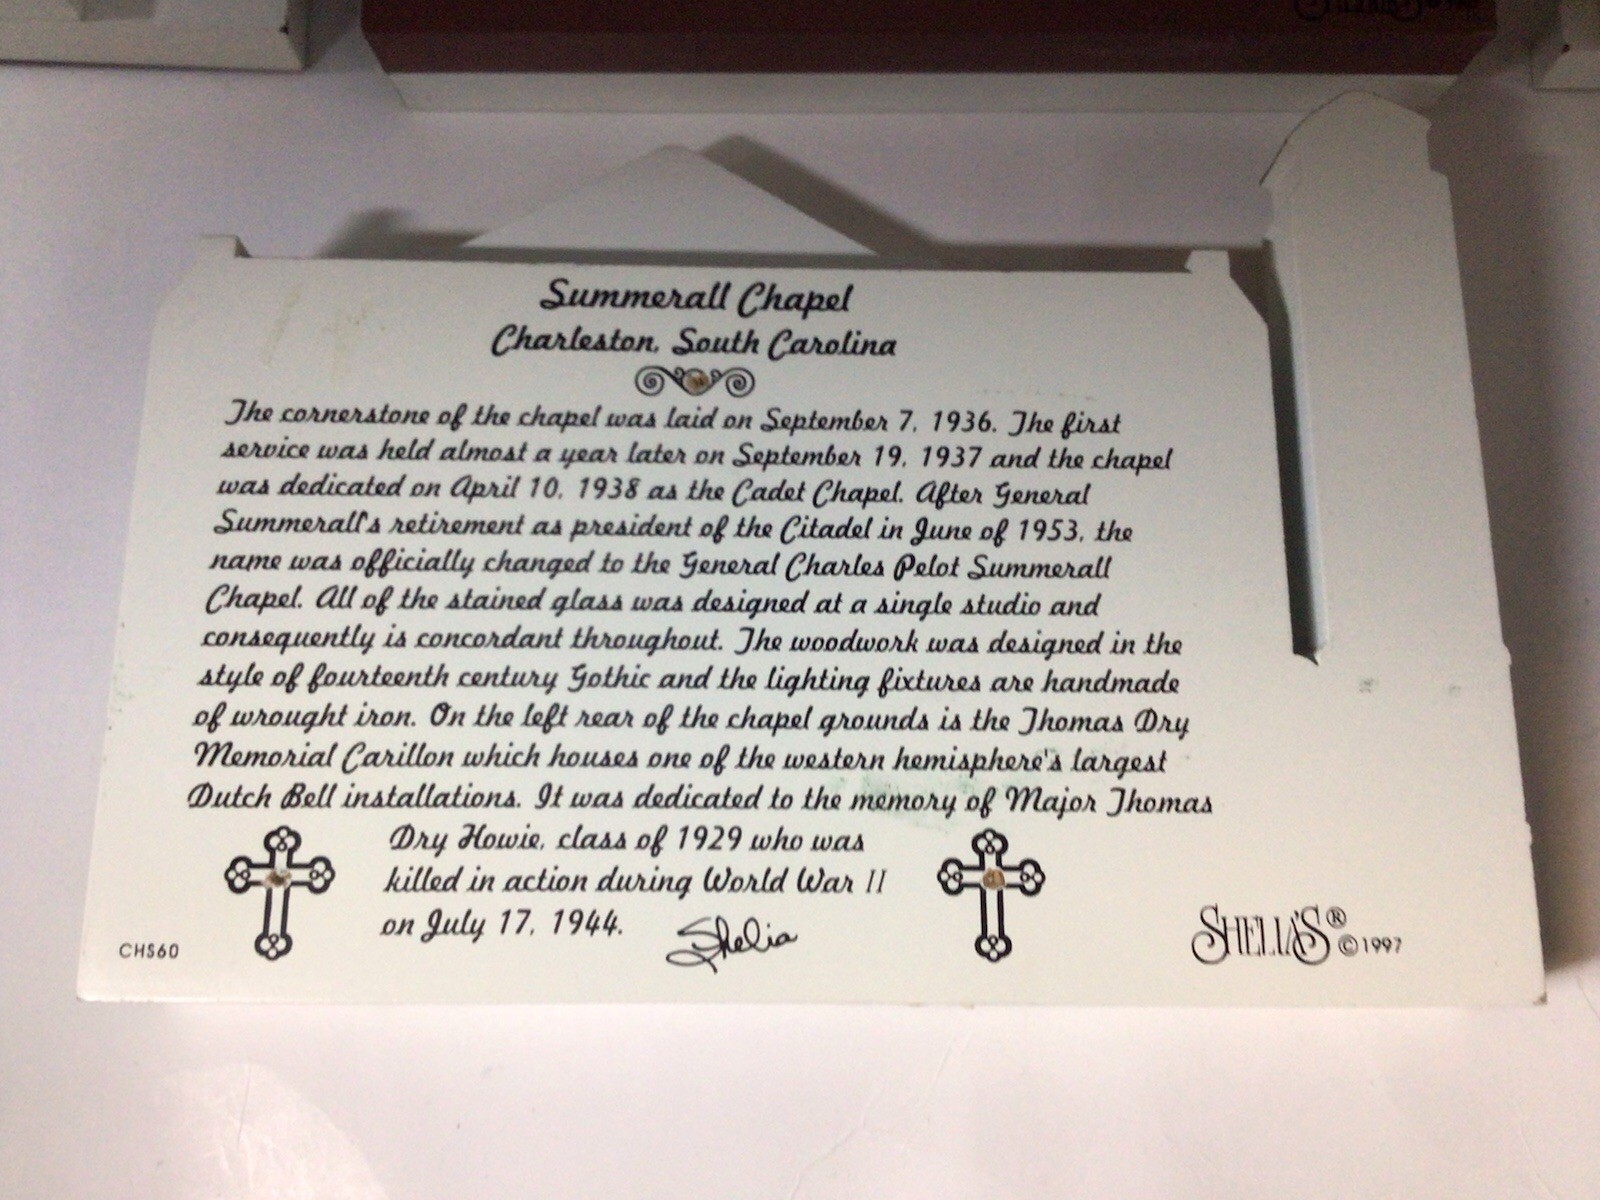 Summerall Chapel
Charleston, South Carolina
The cornerstone of the chapel was laid on September 7, 1936. The first
service was held almost a year later on September 19, 1937 and the chapel
was dedicated on April 10, 1938 as the Cadet Chapel. After General
Summerall's retirement as president of the Citadel in June of 1953, the
name was officially changed to the General Charles Pelot Summerall
Chapel. All of the stained glass was designed at a single studio and
consequently is concordant throughout. The woodwork was designed in the
style of fourteenth century Gothic and the lighting fixtures are handmade
of wrought iron. On the left rear of the chapel grounds is the Thomas Dry
Memorial Carillon which houses one of the western hemisphere's largest
Dutch Bell installations. It was dedicated to the memory of Major Thomas
Dry Howie, class of 1929 who was
killed in action during World War II
on July 17, 1944.
Shelia
CHS60
SHELIA'S® ©1997